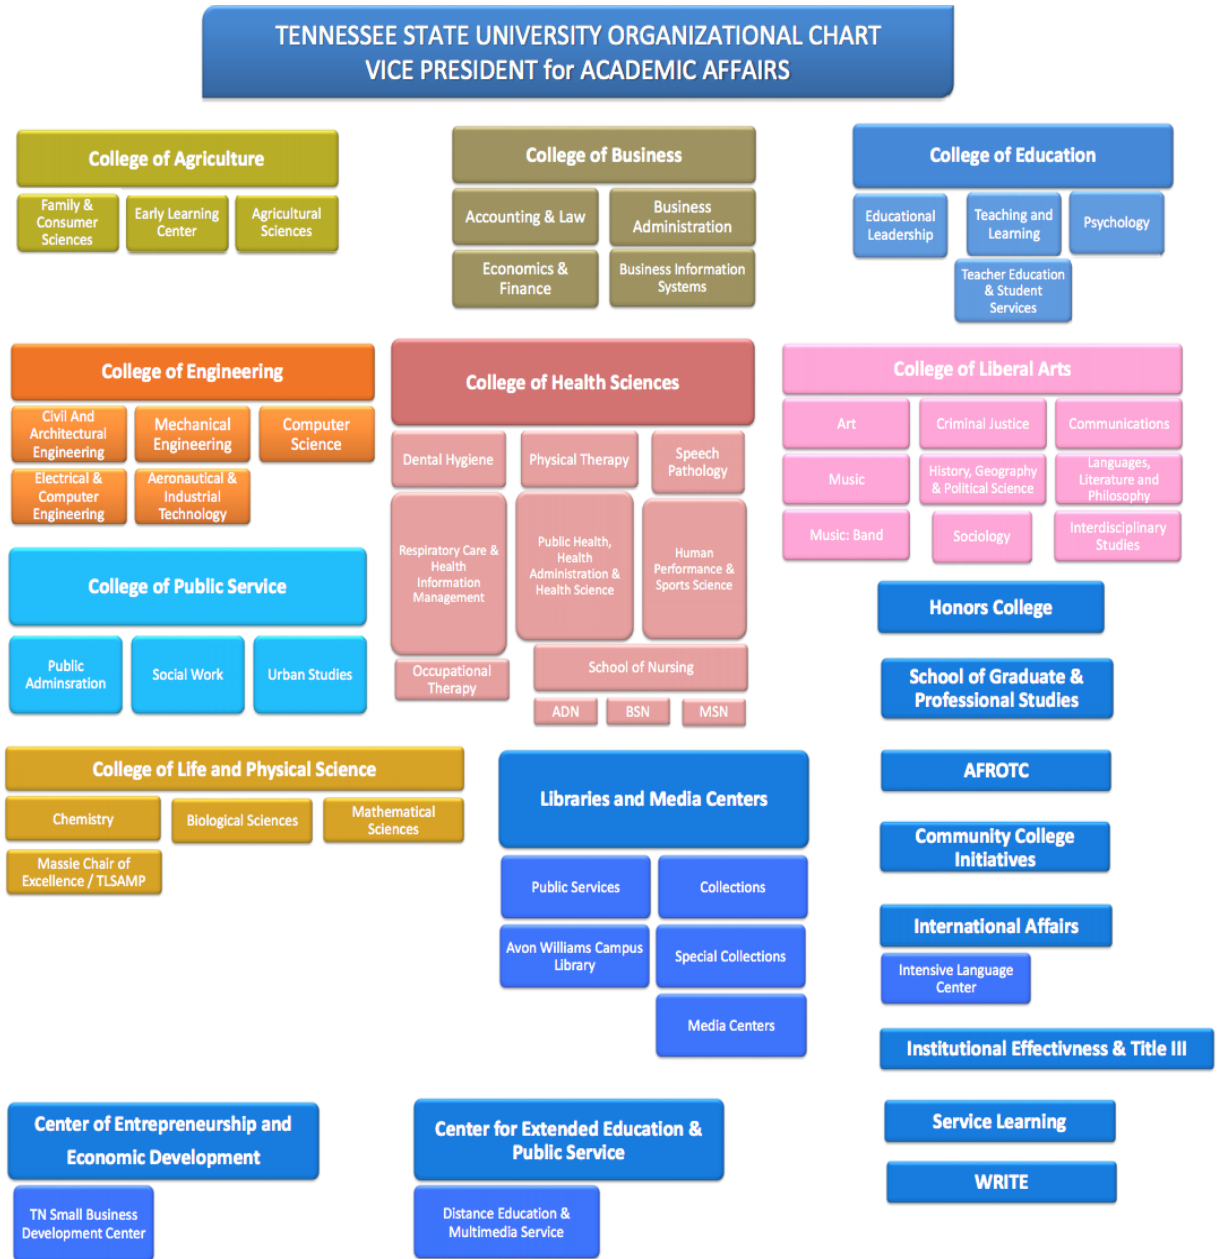 TENNESSEE STATE UNIVERSITY ORGANIZATIONAL CHART
VICE PRESIDENT for ACADEMIC AFFAIRS
College of Agriculture
Family &
Consumer
Sciences
Early Learning
Center
Agricultural
Sciences
College of Business
Accounting & Law
Business
Administration
Economics &
Finance
Business Information
Systems
College of Education
Educational
Leadership
Teaching and
Learning
Psychology
Teacher Education
& Student
Services
College of Engineering
Civil And
Architectural
Engineering
Mechanical
Engineering
Computer
Science
Electrical &
Computer
Engineering
Aeronautical &
Industrial
Technology
College of Health Sciences
Dental Hygiene
Physical Therapy
Speech
Pathology
Respiratory Care &
Health
Information
Management
Public Health,
Health
Administration &
Health Science
Human
Performance &
Sports Science
Occupational
Therapy
School of Nursing
ADN
BSN
MSN
College of Liberal Arts
Art
Criminal Justice
Communications
Music
History, Geography
& Political Science
Languages,
Literature and
Philosophy
Music: Band
Sociology
Interdisciplinary
Studies
College of Public Service
Public
Adminsration
Social Work
Urban Studies
Honors College
School of Graduate &
Professional Studies
AFROTC
Community College
Initiatives
International Affairs
Intensive Language
Center
Institutional Effectivness & Title III
Service Learning
WRITE
College of Life and Physical Science
Chemistry
Biological Sciences
Mathematical
Sciences
Massie Chair of
Excellence / TLSAMP
Libraries and Media Centers
Public Services
Collections
Avon Williams Campus
Library
Special Collections
Media Centers
Center of Entrepreneurship and
Economic Development
TN Small Business
Development Center
Center for Extended Education &
Public Service
Distance Education &
Multimedia Service